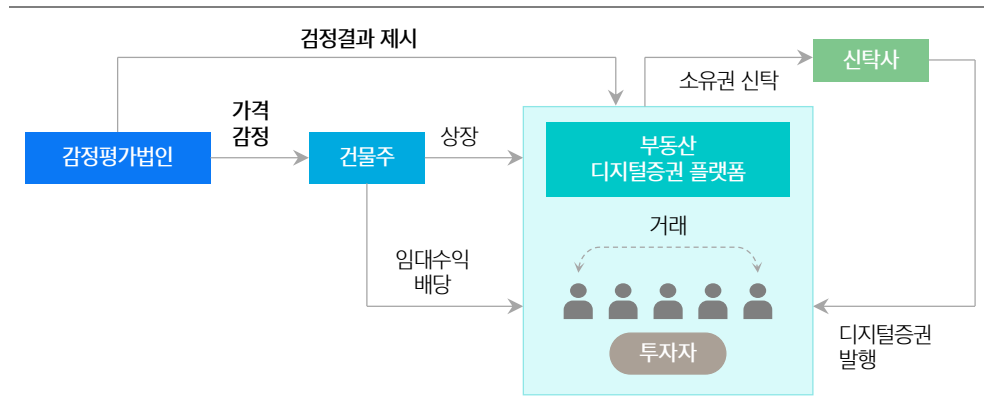 검정결과 제시
신탁사
소유권 신탁
가격
감정
감정평가법인
건물주
상장
부동산
디지털증권 플랫폼
거래
임대수익
배당
투자자
디지털증권
발행